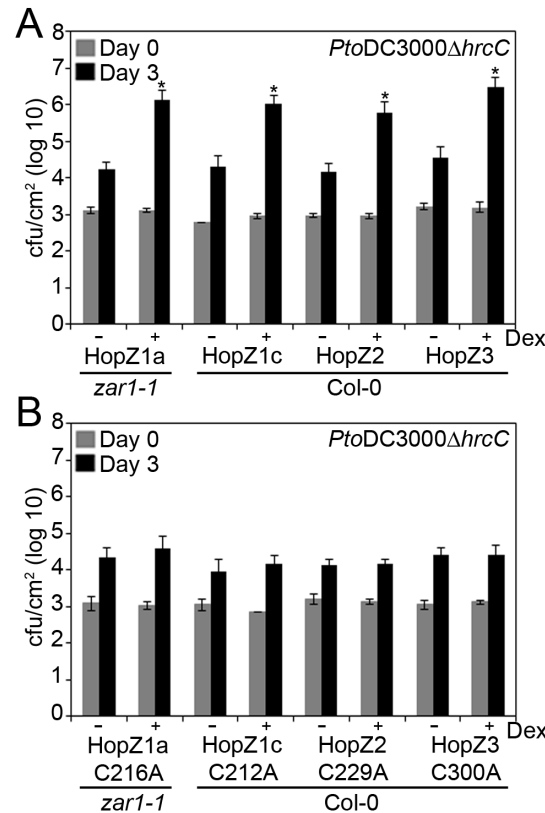 A
8
Day 0
PtoDC3000ΔhrcC
7
Day 3
*
*
*
*
6
5
4
3
2
1
0
cfu/cm² (log 10)
- + - + - + - + Dex
HopZ1a HopZ1c HopZ2 HopZ3
zar1-1 Col-0
B
8
Day 0
PtoDC3000ΔhrcC
7
Day 3
6
5
4
3
2
1
0
cfu/cm² (log 10)
- + - + - + - + Dex
HopZ1a HopZ1c HopZ2 HopZ3
C216A C212A C229A C300A
zar1-1 Col-0